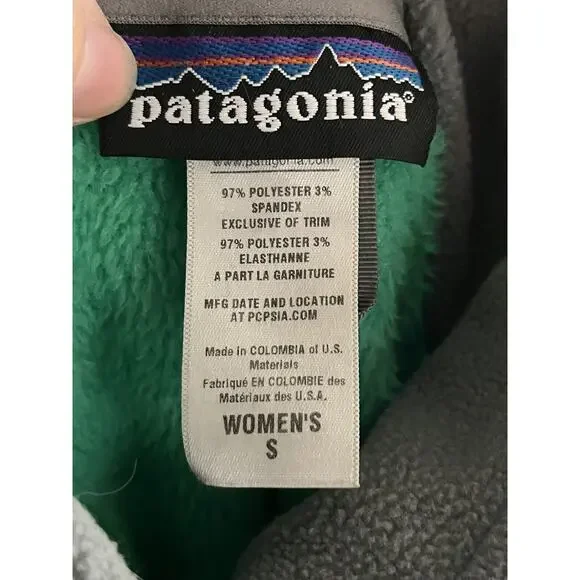 patagonia®
www.patagonia.com
97% POLYESTER 3%
SPANDEX
EXCLUSIVE OF TRIM
97% POLYESTER 3%
ELASTHANNE
A PART LA GARNITURE
MFG DATE AND LOCATION
AT PCPSIA.COM
Made in COLOMBIA of U.S.
Materials
Fabriqué EN COLOMBIE des
Matériaux des U.S.A.
WOMEN'S
S